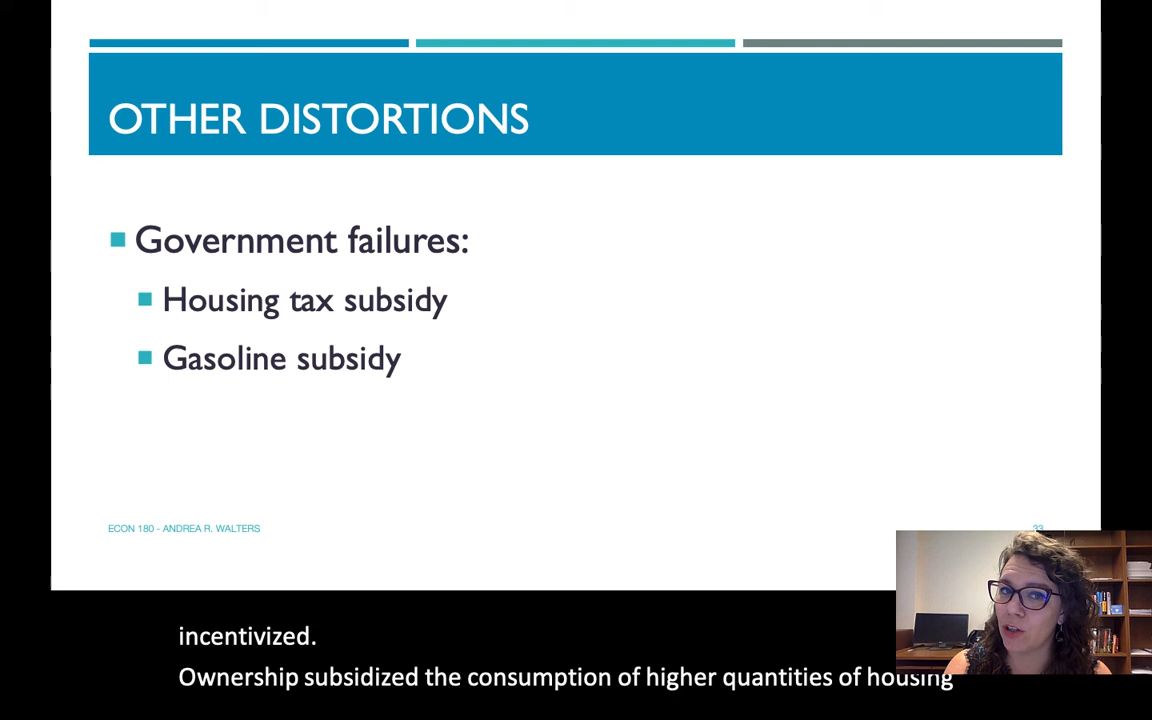 OTHER DISTORTIONS
Government failures:
Housing tax subsidy
Gasoline subsidy
ECON 180 - ANDREA R. WALTERS
33
incentivized.
Ownership subsidized the consumption of higher quantities of housing